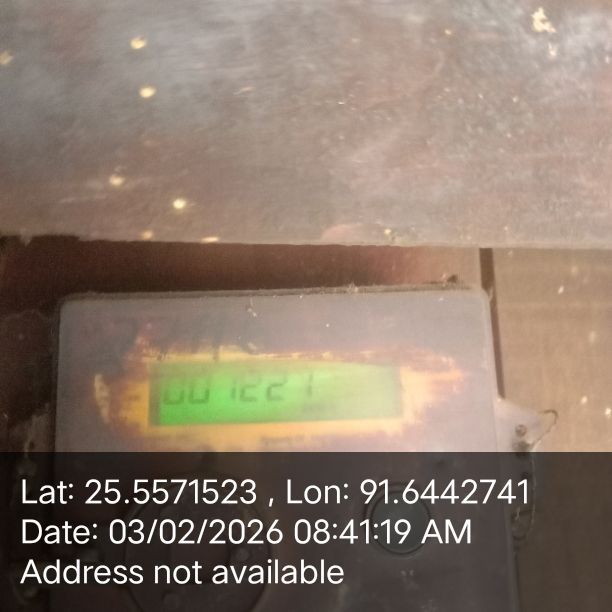 001221
Lat: 25.5571523 , Lon: 91.6442741
Date: 03/02/2026 08:41:19 AM
Address not available